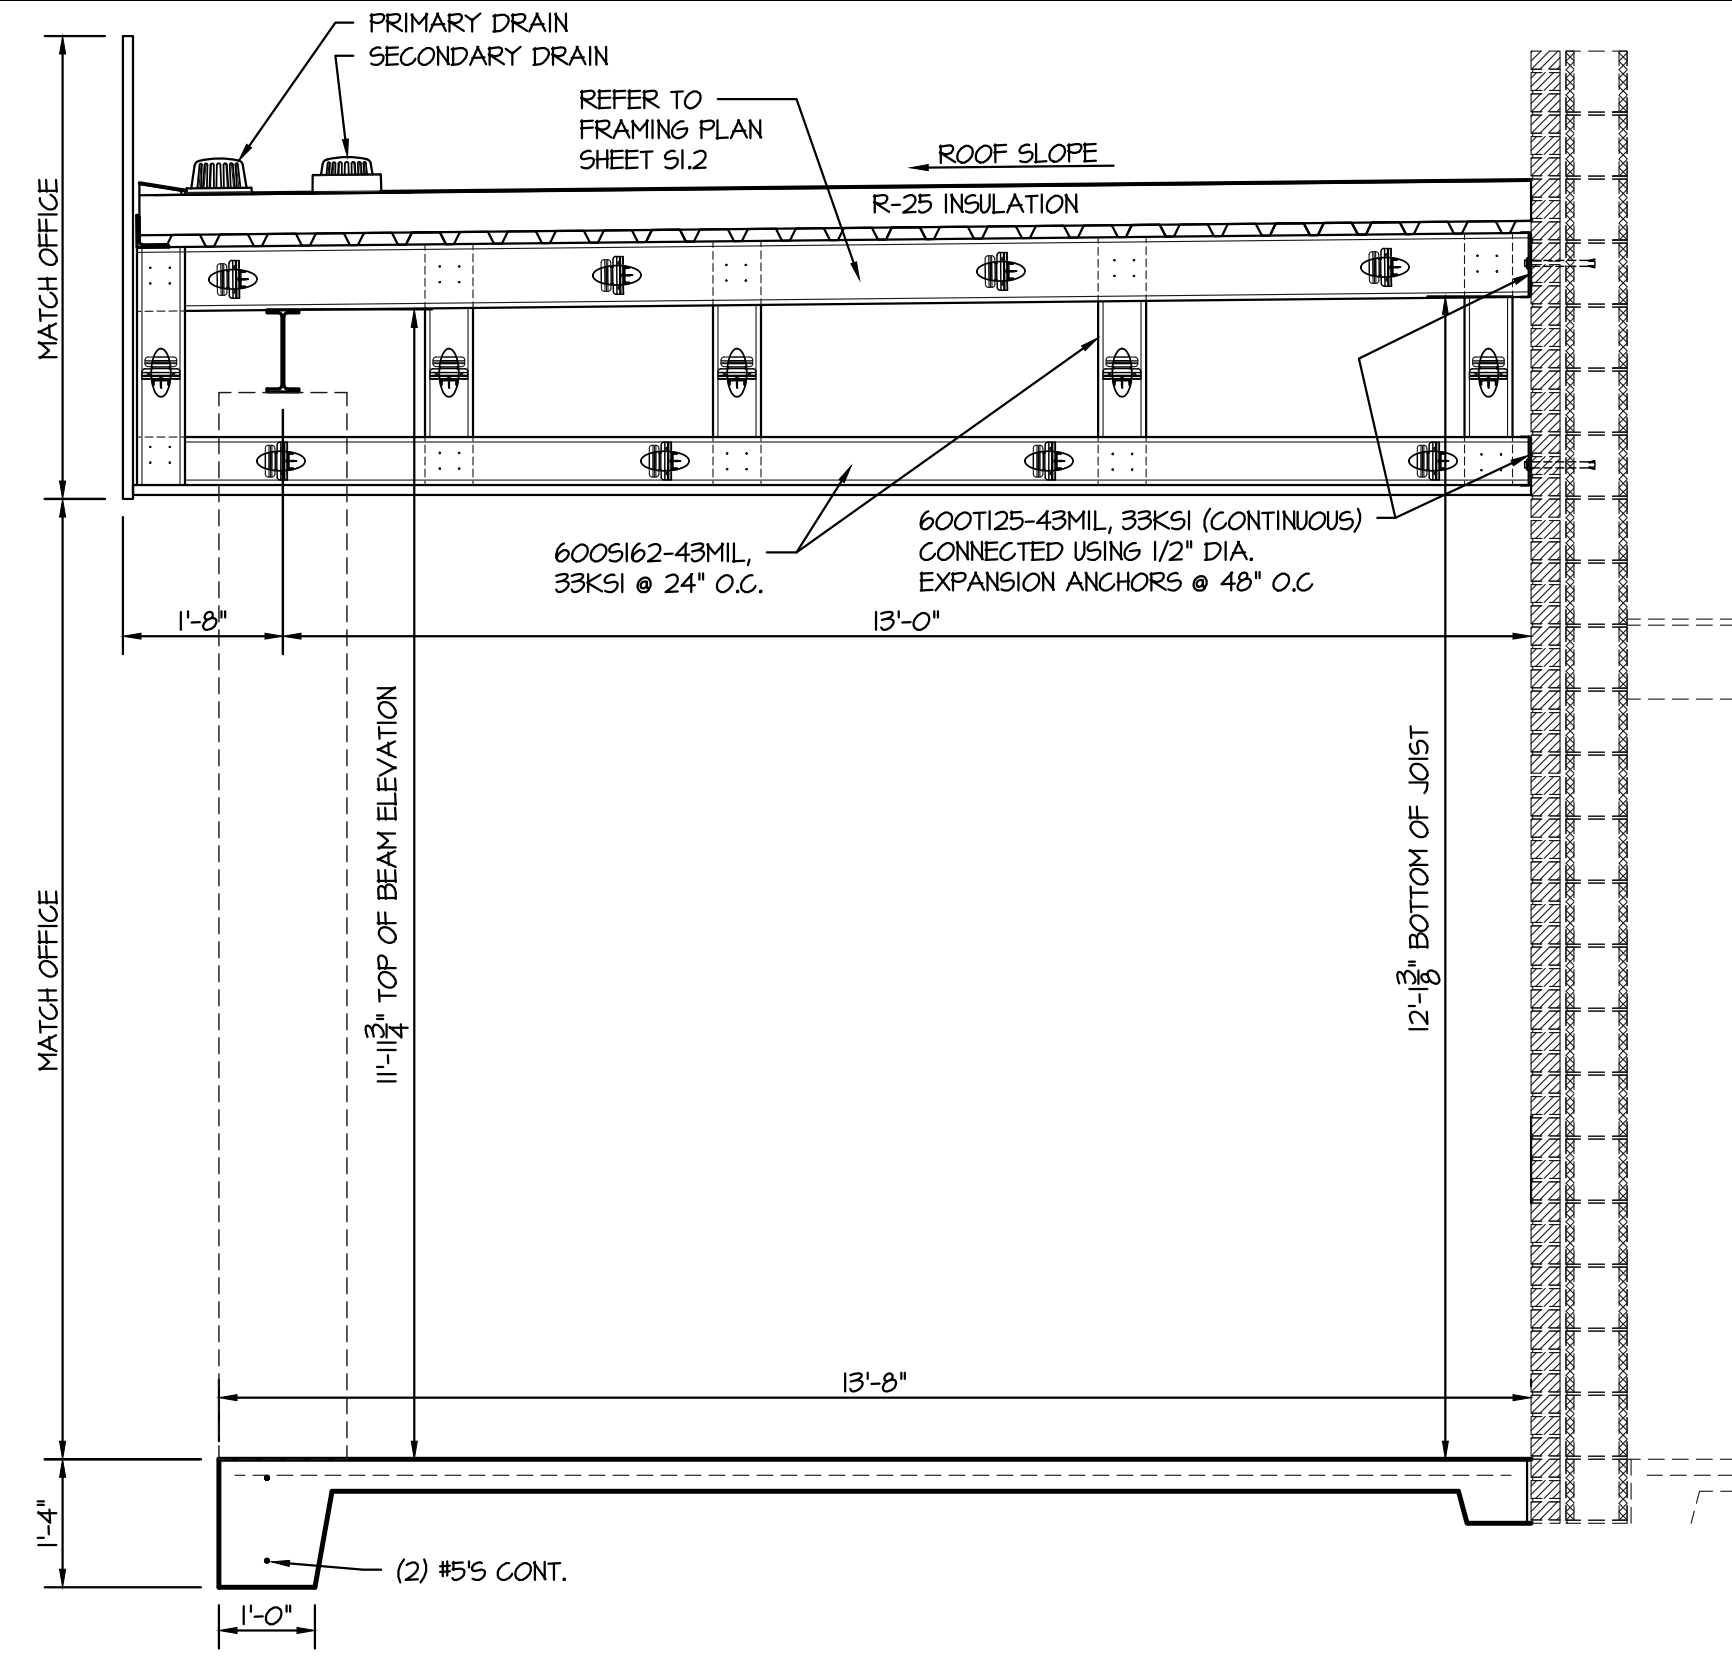 PRIMARY DRAIN
SECONDARY DRAIN
REFER TO
FRAMING PLAN
SHEET S1.2
ROOF SLOPE
R-25 INSULATION
MATCH OFFICE
600S162-43MIL,
33KSI @ 24" O.C.
600T125-43MIL, 33KSI (CONTINUOUS)
CONNECTED USING 1/2" DIA.
EXPANSION ANCHORS @ 48" O.C
1'-8"
13'-0"
11'-11 3/4" TOP OF BEAM ELEVATION
12'-1 3/8" BOTTOM OF JOIST
MATCH OFFICE
13'-8"
1'-4"
(2) #5'S CONT.
1'-0"